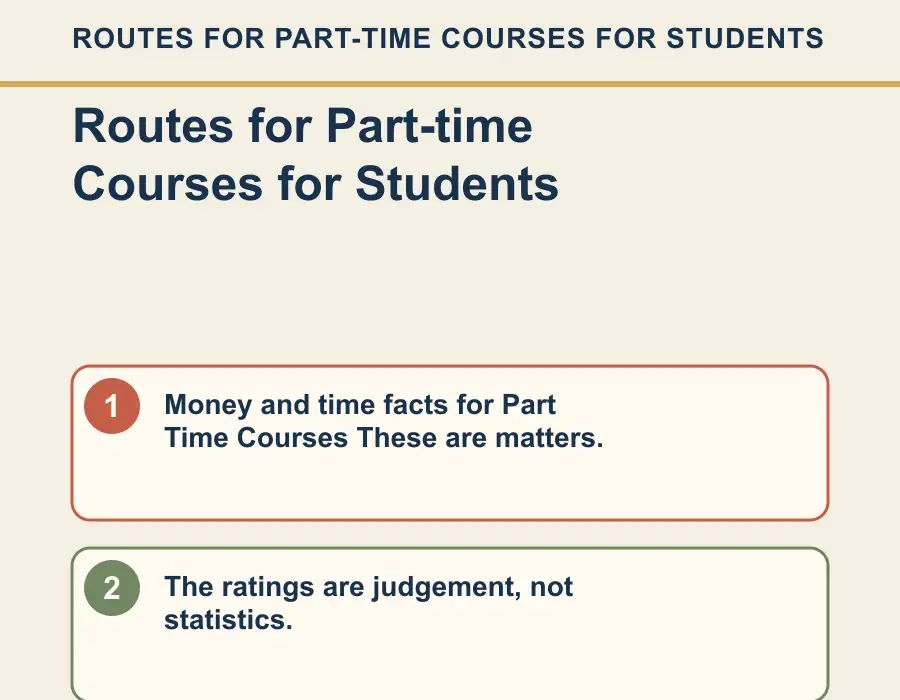 ROUTES FOR PART-TIME COURSES FOR STUDENTS
Routes for Part-time
Courses for Students
1
Money and time facts for Part
Time Courses These are matters.
2
The ratings are judgement, not
statistics.